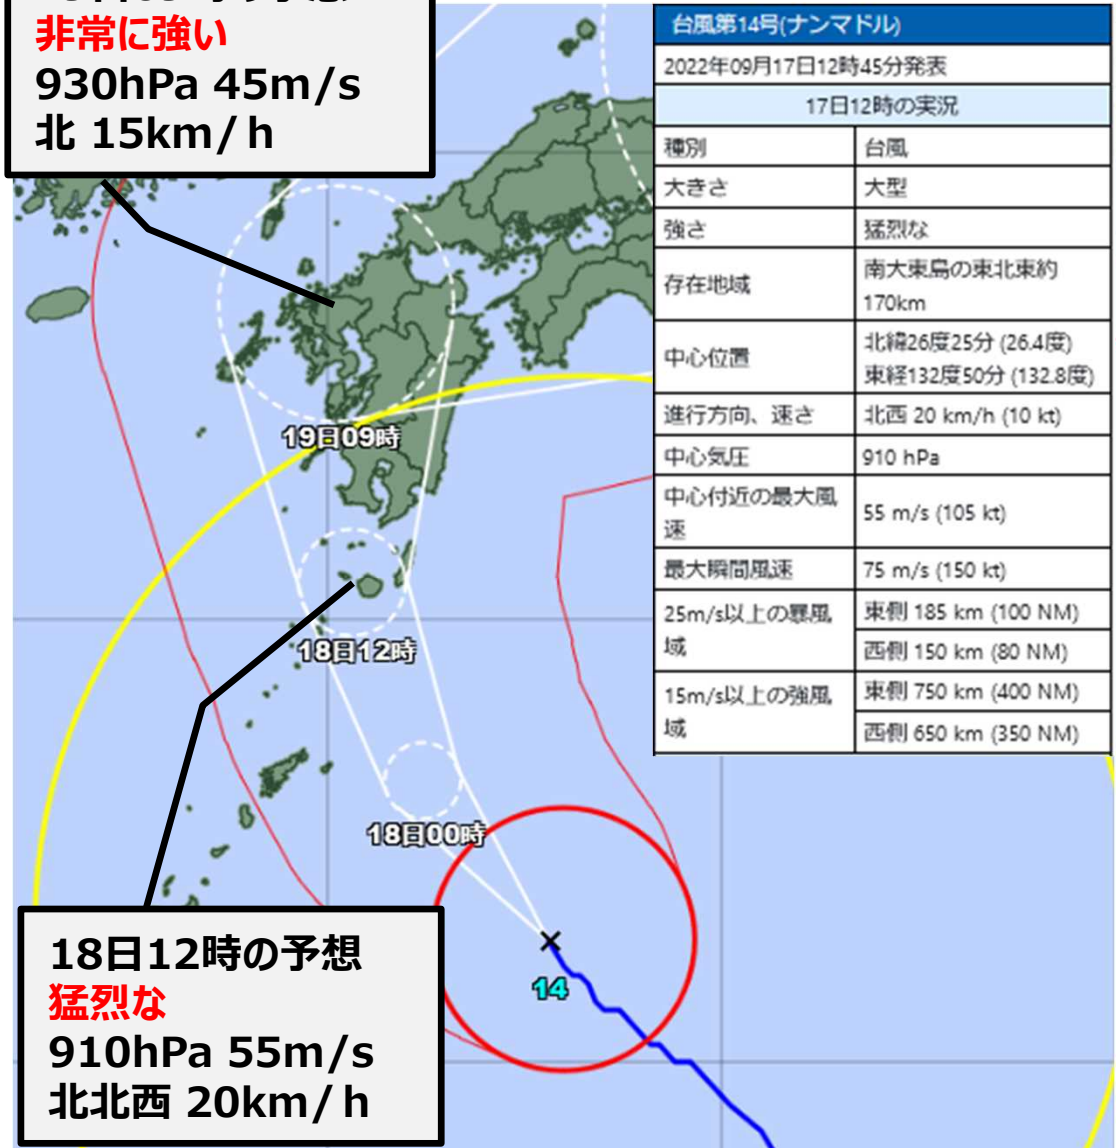 非常に強い
930hPa 45m/s
北 15km/h
台風第14号(ナンマドル)
2022年09月17日12時45分発表
17日12時の実況
種別 台風
大きさ 大型
強さ 猛烈な
存在地域 南大東島の東北東約
170km
中心位置 北緯26度25分 (26.4度)
東経132度50分 (132.8度)
進行方向、速さ 北西 20 km/h (10 kt)
中心気圧 910 hPa
中心付近の最大風
速
55 m/s (105 kt)
最大瞬間風速 75 m/s (150 kt)
25m/s以上の暴風
域
東側 185 km (100 NM)
西側 150 km (80 NM)
15m/s以上の強風
域
東側 750 km (400 NM)
西側 650 km (350 NM)
19日09時
18日12時
18日00時
14
18日12時の予想
猛烈な
910hPa 55m/s
北北西 20km/h